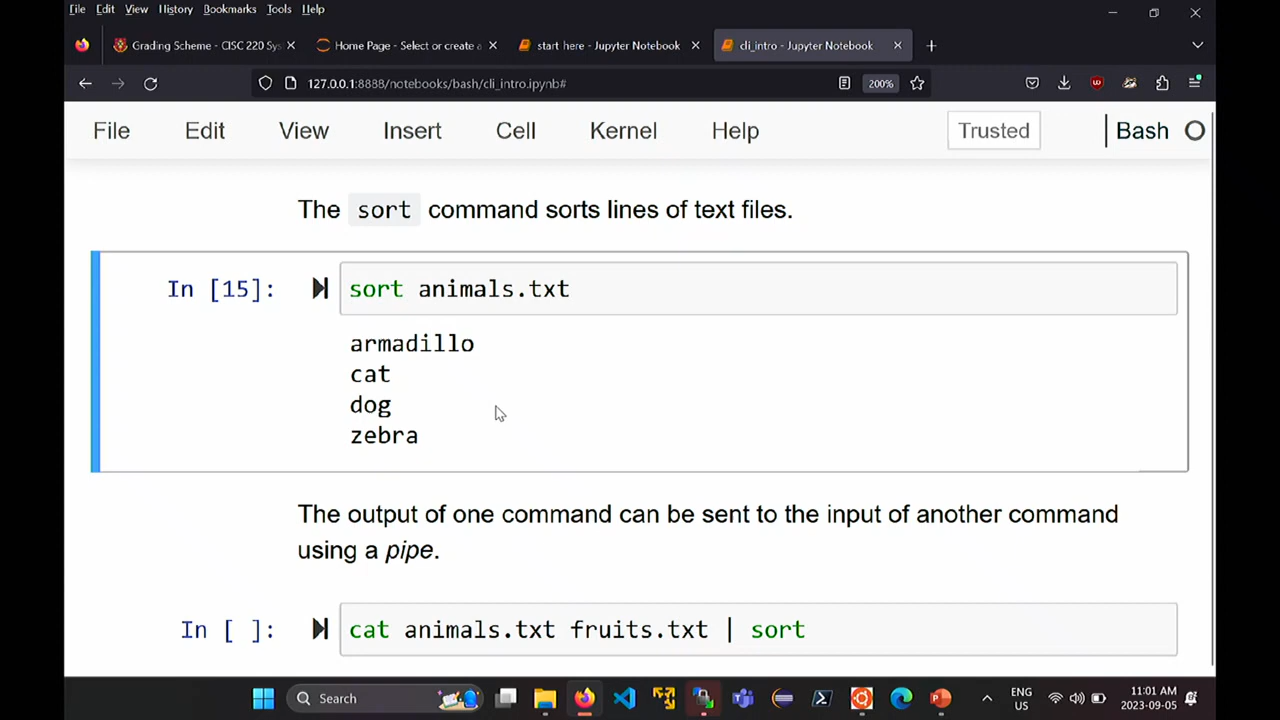 File Edit View History Bookmarks Tools Help
Grading Scheme - CISC 220 Sys × Home Page - Select or create a × start here - Jupyter Notebook × cli_intro - Jupyter Notebook × +
127.0.0.1:8888/notebooks/bash/cli_intro.ipynb# 200%
File Edit View Insert Cell Kernel Help Trusted Bash
The sort command sorts lines of text files.
In [15]: sort animals.txt
armadillo
cat
dog
zebra
The output of one command can be sent to the input of another command
using a pipe.
In [ ]: cat animals.txt fruits.txt | sort
Search ENG US 11:01 AM 2023-09-05